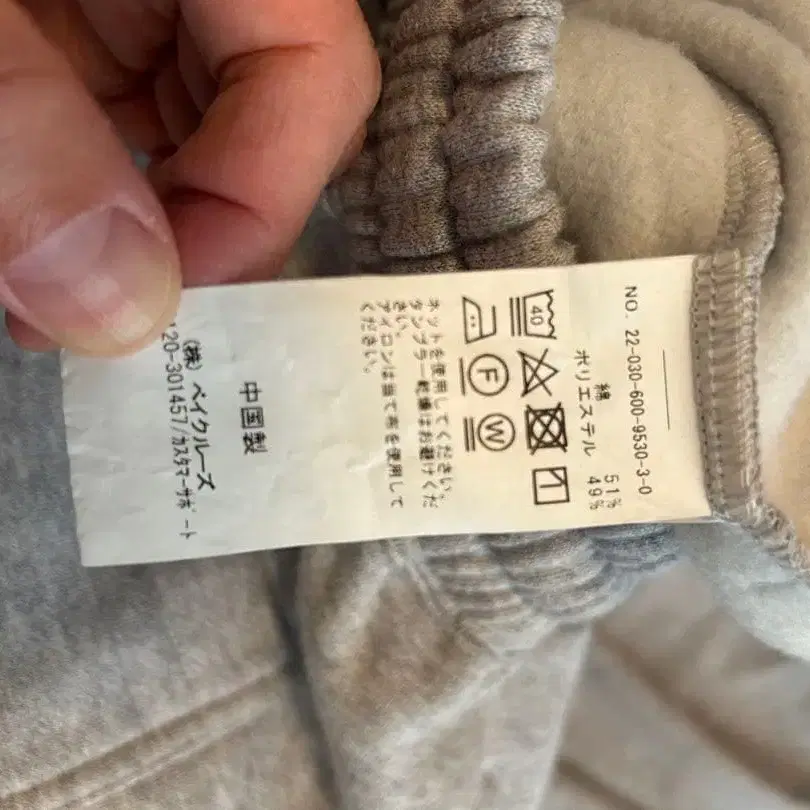 NO. 22-030-600-9530-3-0
綿 51%
ポリエステル 49%
40
F
W
ネットを使用してください。
タンブラー乾燥はお避けくだ
さい。
アイロンは当て布を使用して
ください。
中国製
(株) ベイクルーズ
120-301457/カスタマーサポート